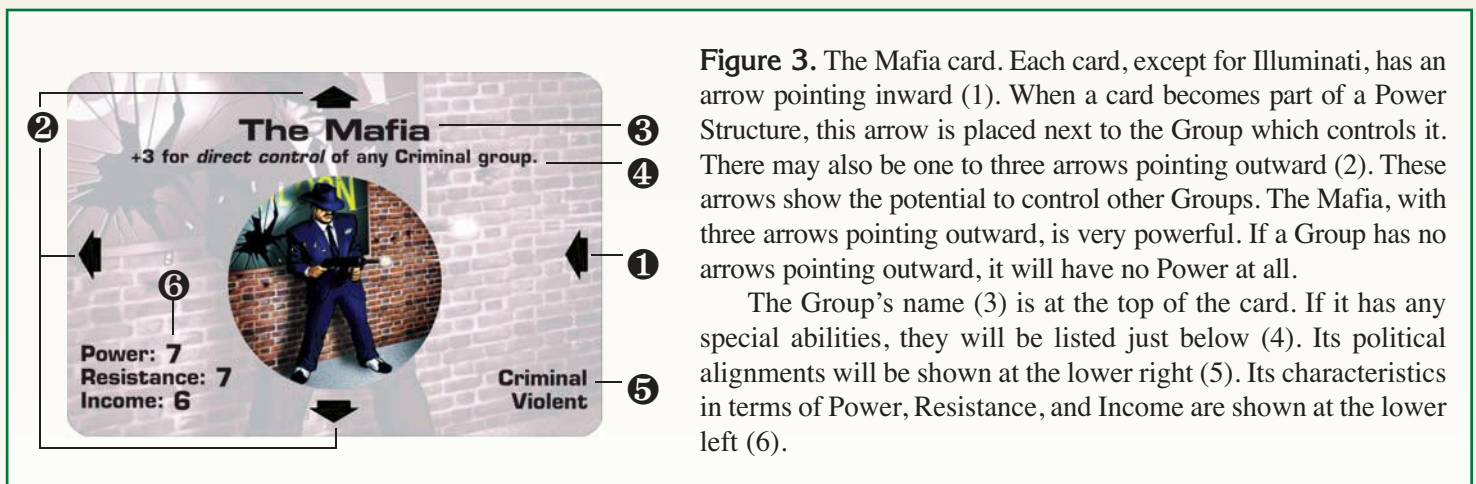 ❷
The Mafia
❸
+3 for direct control of any Criminal group.
❹
❶
❻
Power: 7
Resistance: 7
Income: 6
Criminal
Violent
❺
Figure 3. The Mafia card. Each card, except for Illuminati, has an
arrow pointing inward (1). When a card becomes part of a Power
Structure, this arrow is placed next to the Group which controls it.
There may also be one to three arrows pointing outward (2). These
arrows show the potential to control other Groups. The Mafia, with
three arrows pointing outward, is very powerful. If a Group has no
arrows pointing outward, it will have no Power at all.
The Group’s name (3) is at the top of the card. If it has any
special abilities, they will be listed just below (4). Its political
alignments will be shown at the lower right (5). Its characteristics
in terms of Power, Resistance, and Income are shown at the lower
left (6).